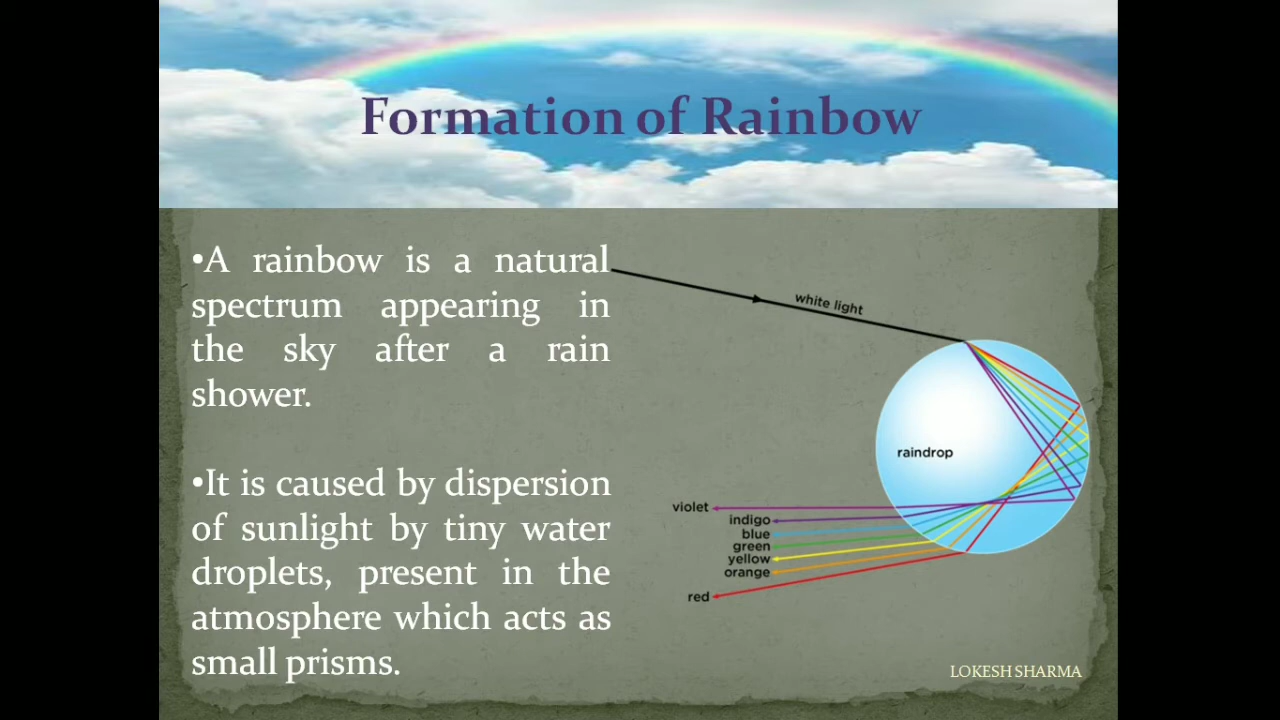 Formation of Rainbow
•A rainbow is a natural
spectrum appearing in
the sky after a rain
shower.
•It is caused by dispersion
of sunlight by tiny water
droplets, present in the
atmosphere which acts as
small prisms.
white light
raindrop
violet
indigo
blue
green
yellow
orange
red
LOKESH SHARMA